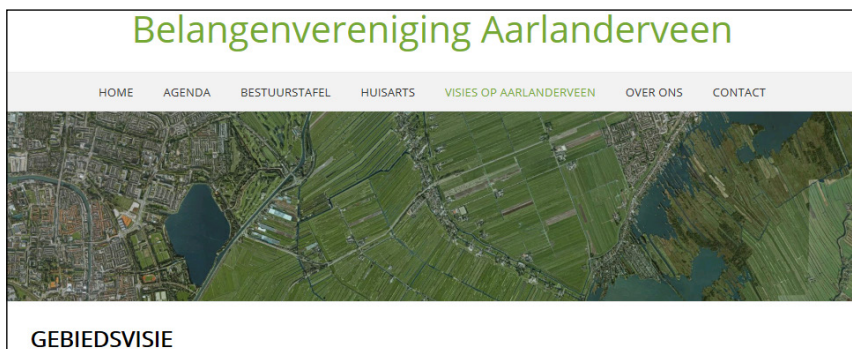 Belangenvereniging Aarlanderveen
HOME AGENDA BESTUURSTAFEL HUISARTS VISIES OP AARLANDERVEEN OVER ONS CONTACT
GEBIEDSVISIE